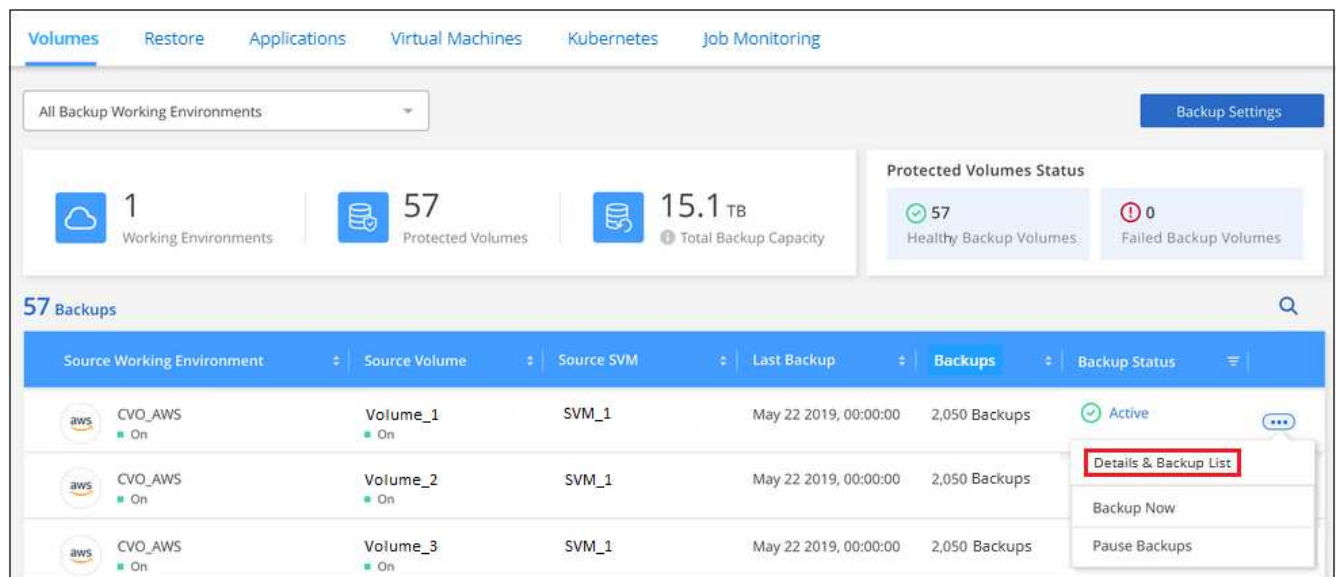 Volumes Restore Applications Virtual Machines Kubernetes Job Monitoring
All Backup Working Environments
Backup Settings
1
Working Environments
57
Protected Volumes
15.1 TB
Total Backup Capacity
Protected Volumes Status
57
Healthy Backup Volumes
0
Failed Backup Volumes
57 Backups
Source Working Environment Source Volume Source SVM Last Backup Backups Backup Status
aws CVO_AWS Volume_1 SVM_1 May 22 2019, 00:00:00 2,050 Backups Active
On On
Details & Backup List
Backup Now
Pause Backups
aws CVO_AWS Volume_2 SVM_1 May 22 2019, 00:00:00 2,050 Backups
On On
aws CVO_AWS Volume_3 SVM_1 May 22 2019, 00:00:00 2,050 Backups
On On